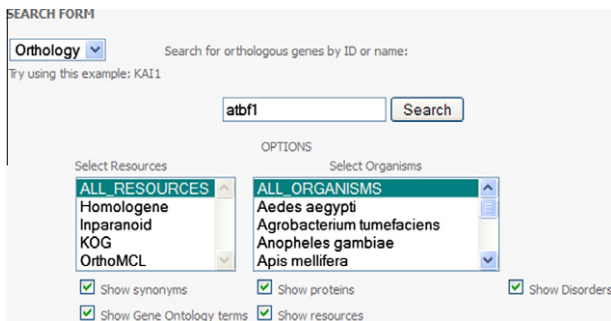 SEARCH FORM
Orthology Search for orthologous genes by ID or name:
Try using this example: KAI1
atbf1 Search
OPTIONS
Select Resources Select Organisms
ALL_RESOURCES ALL_ORGANISMS
Homologene Aedes aegypti
Inparanoid Agrobacterium tumefaciens
KOG Anopheles gambiae
OrthoMCL Apis mellifera
Show synonyms Show proteins Show Disorders
Show Gene Ontology terms Show resources